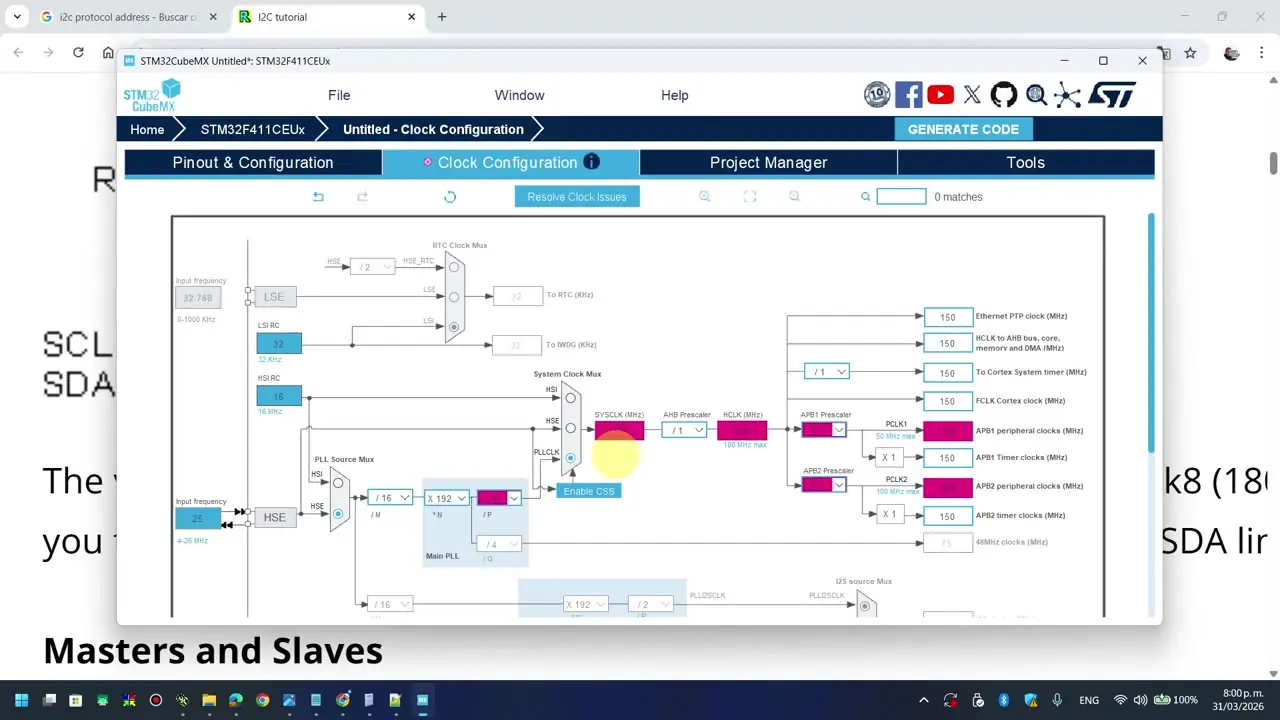 i2c protocol address - Buscar c
I2C tutorial
STM32CubeMX Untitled*: STM32F411CEUx
STM32
CubeMX
File
Window
Help
Home
STM32F411CEUx
Untitled - Clock Configuration
GENERATE CODE
Pinout & Configuration
Clock Configuration
Project Manager
Tools
Resolve Clock Issues
0 matches
RTC Clock Mux
HSE
/ 2
HSE_RTC
Input frequency
32.768
0-1000 KHz
LSE
LSE
32
To RTC (KHz)
LSI RC
32
32 KHz
LSI
32
To IWDG (KHz)
HSI RC
16
16 MHz
System Clock Mux
HSI
HSE
PLLCLK
Enable CSS
SYSCLK (MHz)
AHB Prescaler
/ 1
HCLK (MHz)
100 MHz max
150
Ethernet PTP clock (MHz)
150
HCLK to AHB bus, core,
memory and DMA (MHz)
/ 1
150
To Cortex System timer (MHz)
150
FCLK Cortex clock (MHz)
APB1 Prescaler
PCLK1
50 MHz max
APB1 peripheral clocks (MHz)
X 1
150
APB1 Timer clocks (MHz)
APB2 Prescaler
PCLK2
100 MHz max
APB2 peripheral clocks (MHz)
X 1
150
APB2 timer clocks (MHz)
75
48MHz clocks (MHz)
PLL Source Mux
HSI
HSE
Input frequency
25
4-26 MHz
HSE
/ 16
/ M
X 192
* N
/ P
/ 4
/ Q
Main PLL
/ 16
X 192
/ 2
PLLI2SCLK
PLLI2SCLK
I2S source Mux
R
SCL
SDA
The
k8 (180
you
SDA lin
Masters and Slaves
ENG
100%
8:00 p. m.
31/03/2026